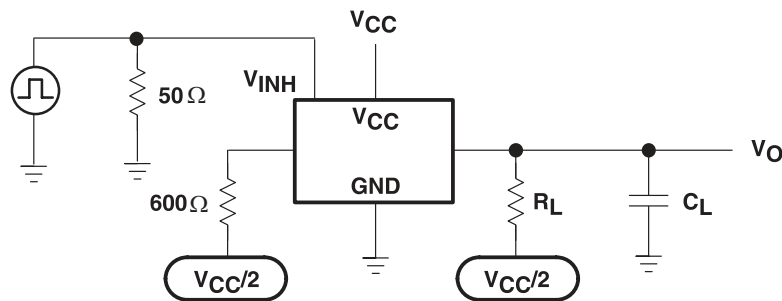 VCC
VINH
50Ω
VCC
GND
VO
600Ω
RL
CL
VCC/2
VCC/2